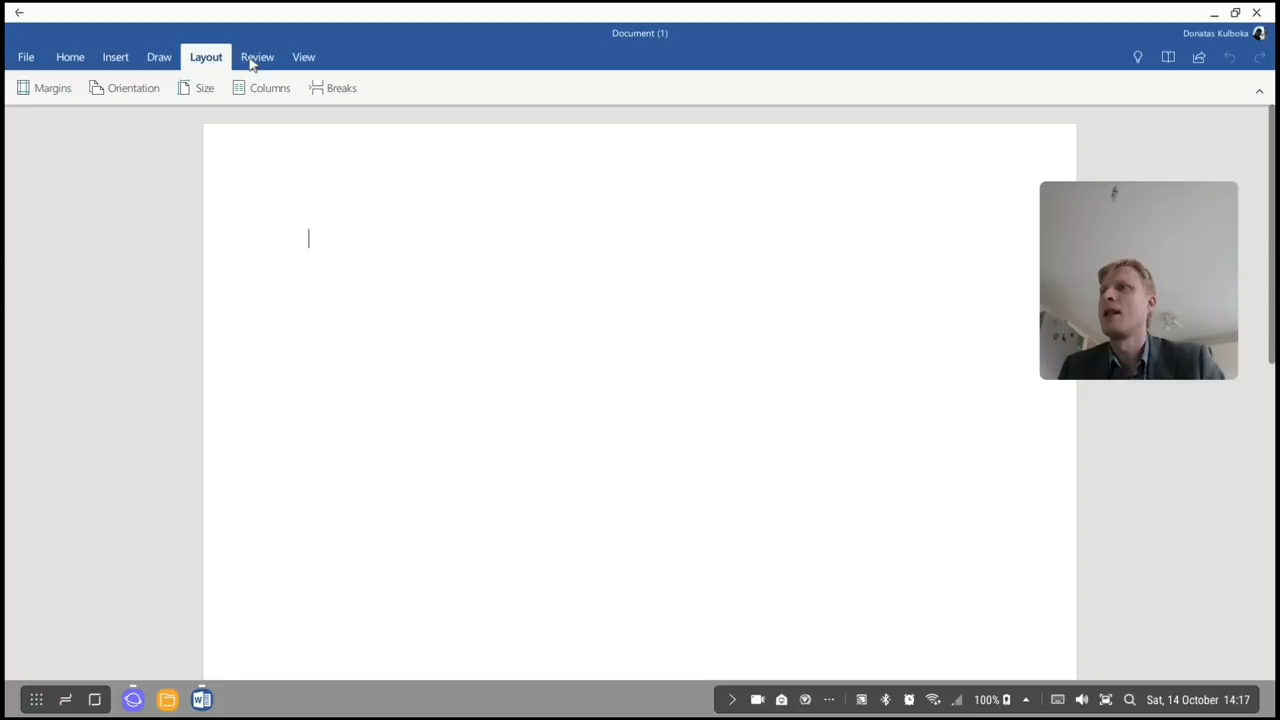 Document (1)
Donatas Kulboka
File Home Insert Draw Layout Review View
Margins Orientation Size Columns Breaks
100% Sat, 14 October 14:17